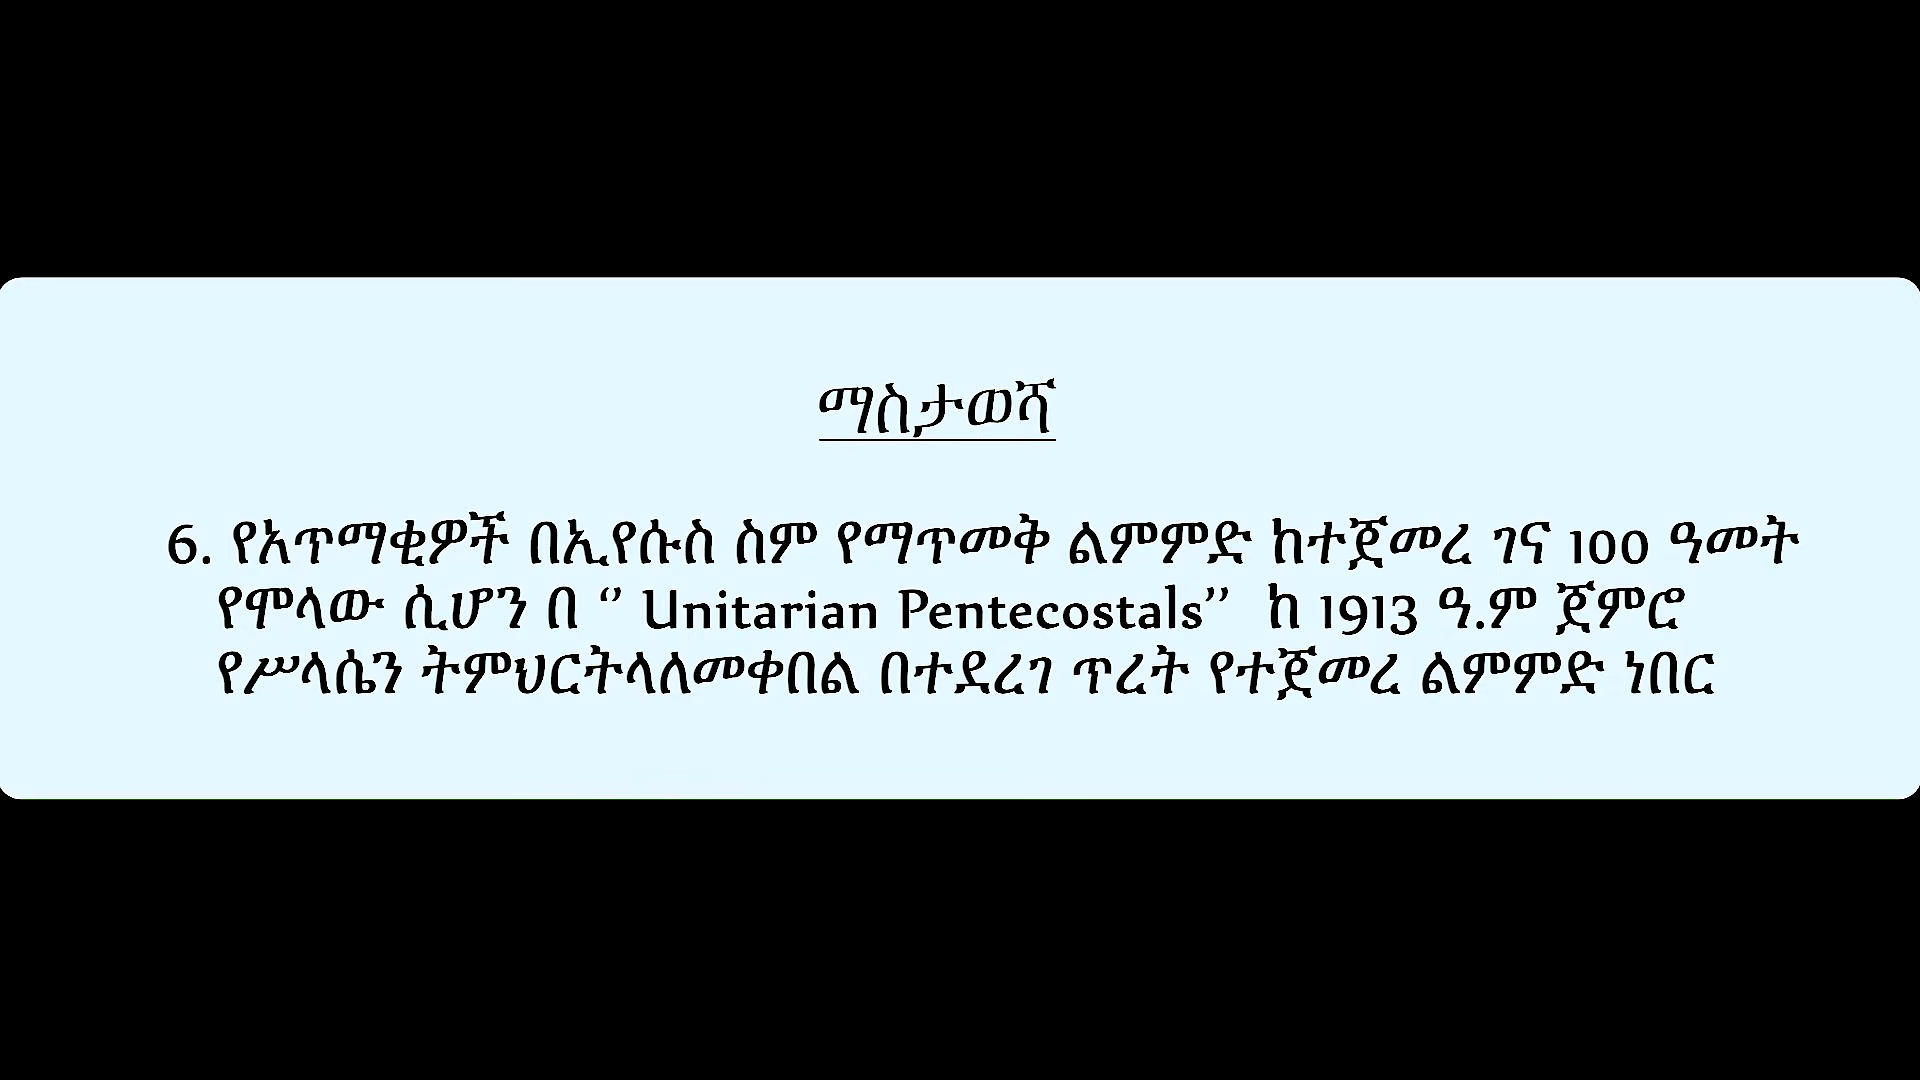 ማስታወሻ
6. የአጥማቂዎች በኢየሱስ ስም የማጥመቅ ልምምድ ከተጀመረ ገና 100 ዓመት
የሞላው ሲሆን በ “ Unitarian Pentecostals’’ ከ 1913 ዓ.ም ጀምሮ
የሥላሴን ትምህርትላለመቀበል በተደረገ ጥረት የተጀመረ ልምምድ ነበር